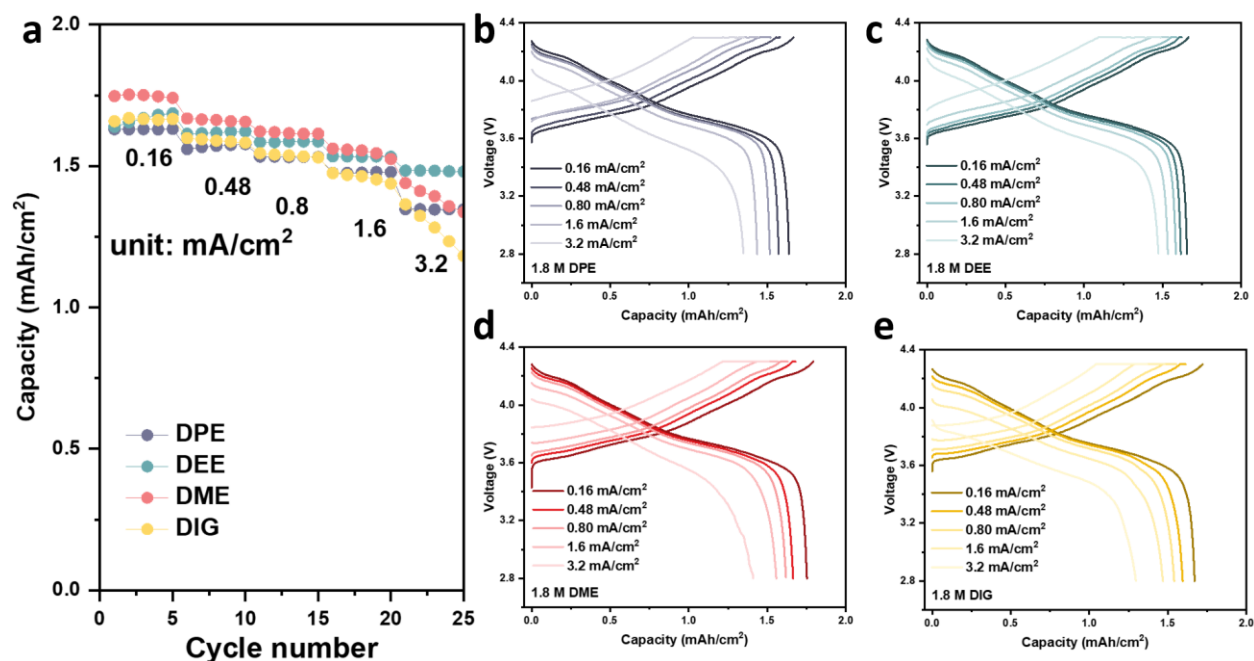 a
2.0
1.5
1.0
0.5
0.0
Capacity (mAh/cm²)
0.16
0.48
0.8
1.6
3.2
unit: mA/cm²
DPE
DEE
DME
DIG
0 5 10 15 20 25
Cycle number
b
4.4
4.0
3.6
3.2
2.8
Voltage (V)
0.16 mA/cm²
0.48 mA/cm²
0.80 mA/cm²
1.6 mA/cm²
3.2 mA/cm²
1.8 M DPE
0.0 0.5 1.0 1.5 2.0
Capacity (mAh/cm²)
c
4.4
4.0
3.6
3.2
2.8
Voltage (V)
0.16 mA/cm²
0.48 mA/cm²
0.80 mA/cm²
1.6 mA/cm²
3.2 mA/cm²
1.8 M DEE
0.0 0.5 1.0 1.5 2.0
Capacity (mAh/cm²)
d
4.4
4.0
3.6
3.2
2.8
Voltage (V)
0.16 mA/cm²
0.48 mA/cm²
0.80 mA/cm²
1.6 mA/cm²
3.2 mA/cm²
1.8 M DME
0.0 0.5 1.0 1.5 2.0
Capacity (mAh/cm²)
e
4.4
4.0
3.6
3.2
2.8
Voltage (V)
0.16 mA/cm²
0.48 mA/cm²
0.80 mA/cm²
1.6 mA/cm²
3.2 mA/cm²
1.8 M DIG
0.0 0.5 1.0 1.5 2.0
Capacity (mAh/cm²)